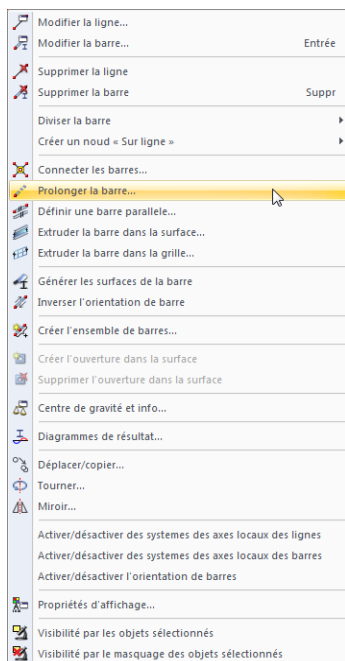 Modifier la ligne...
Modifier la barre... Entrée
Supprimer la ligne
Supprimer la barre Suppr
Diviser la barre
Créer un noud « Sur ligne »
Connecter les barres...
Prolonger la barre...
Définir une barre parallele...
Extruder la barre dans la surface...
Extruder la barre dans la grille...
Générer les surfaces de la barre
Inverser l'orientation de barre
Créer l'ensemble de barres...
Créer l'ouverture dans la surface
Supprimer l'ouverture dans la surface
Centre de gravité et info...
Diagrammes de résultat...
Déplacer/copier...
Tourner...
Miroir...
Activer/désactiver des systemes des axes locaux des lignes
Activer/désactiver des systemes des axes locaux des barres
Activer/désactiver l'orientation de barres
Propriétés d'affichage...
Visibilité par les objets sélectionnés
Visibilité par le masquage des objets sélectionnés